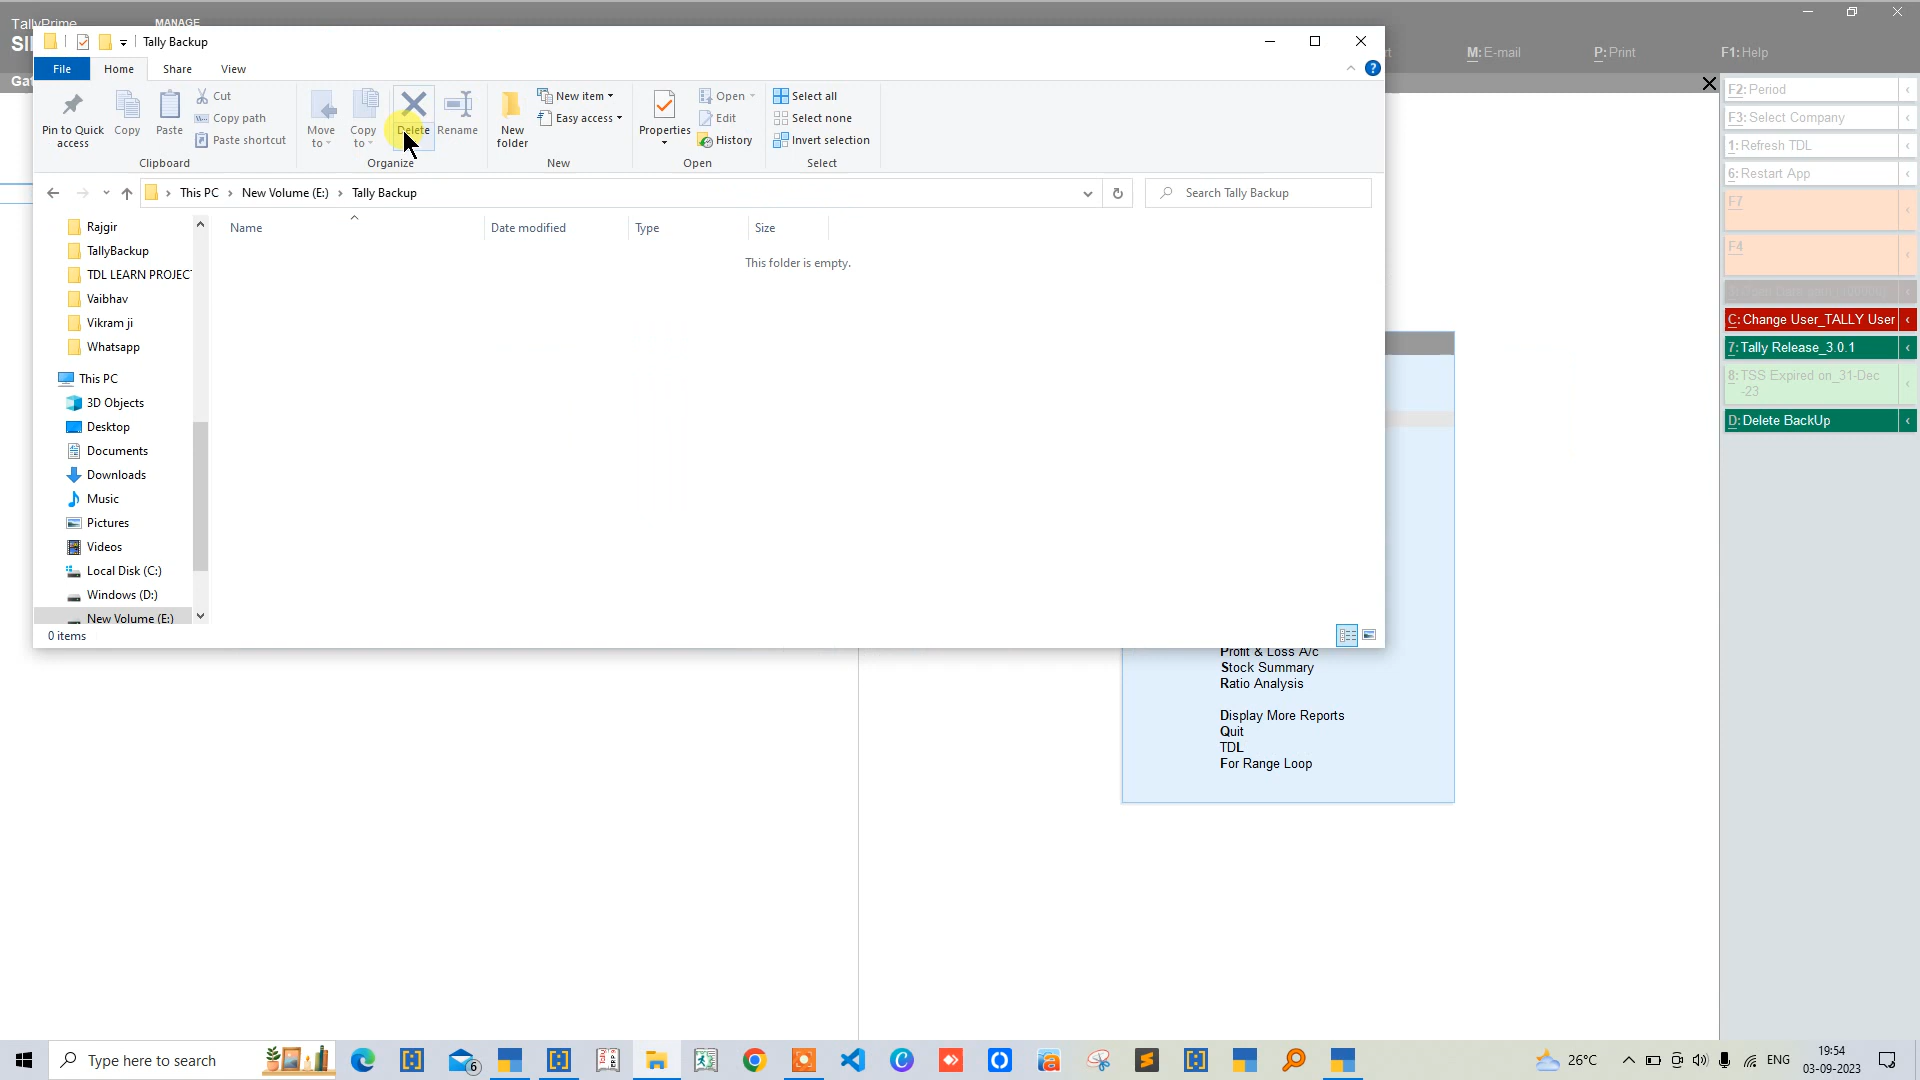 TallyPrime
MANAGE
Tally Backup
M: E-mail
P: Print
F1: Help
File
Home
Share
View
Pin to Quick access
Copy
Paste
Cut
Copy path
Paste shortcut
Clipboard
Move to
Copy to
Delete
Rename
Organize
New folder
New item
Easy access
New
Properties
Open
Edit
History
Open
Select all
Select none
Invert selection
Select
This PC > New Volume (E:) > Tally Backup
Search Tally Backup
Name
Date modified
Type
Size
This folder is empty.
Rajgir
TallyBackup
TDL LEARN PROJECT
Vaibhav
Vikram ji
Whatsapp
This PC
3D Objects
Desktop
Documents
Downloads
Music
Pictures
Videos
Local Disk (C:)
Windows (D:)
New Volume (E:)
0 items
F2: Period
F3: Select Company
1: Refresh TDL
6: Restart App
F7
F4
C: Change User_TALLY User
7: Tally Release_3.0.1
8: TSS Expired on_31-Dec
-23
D: Delete BackUp
Profit & Loss A/c
Stock Summary
Ratio Analysis
Display More Reports
Quit
TDL
For Range Loop
Type here to search
6
26°C
ENG
19:54
03-09-2023